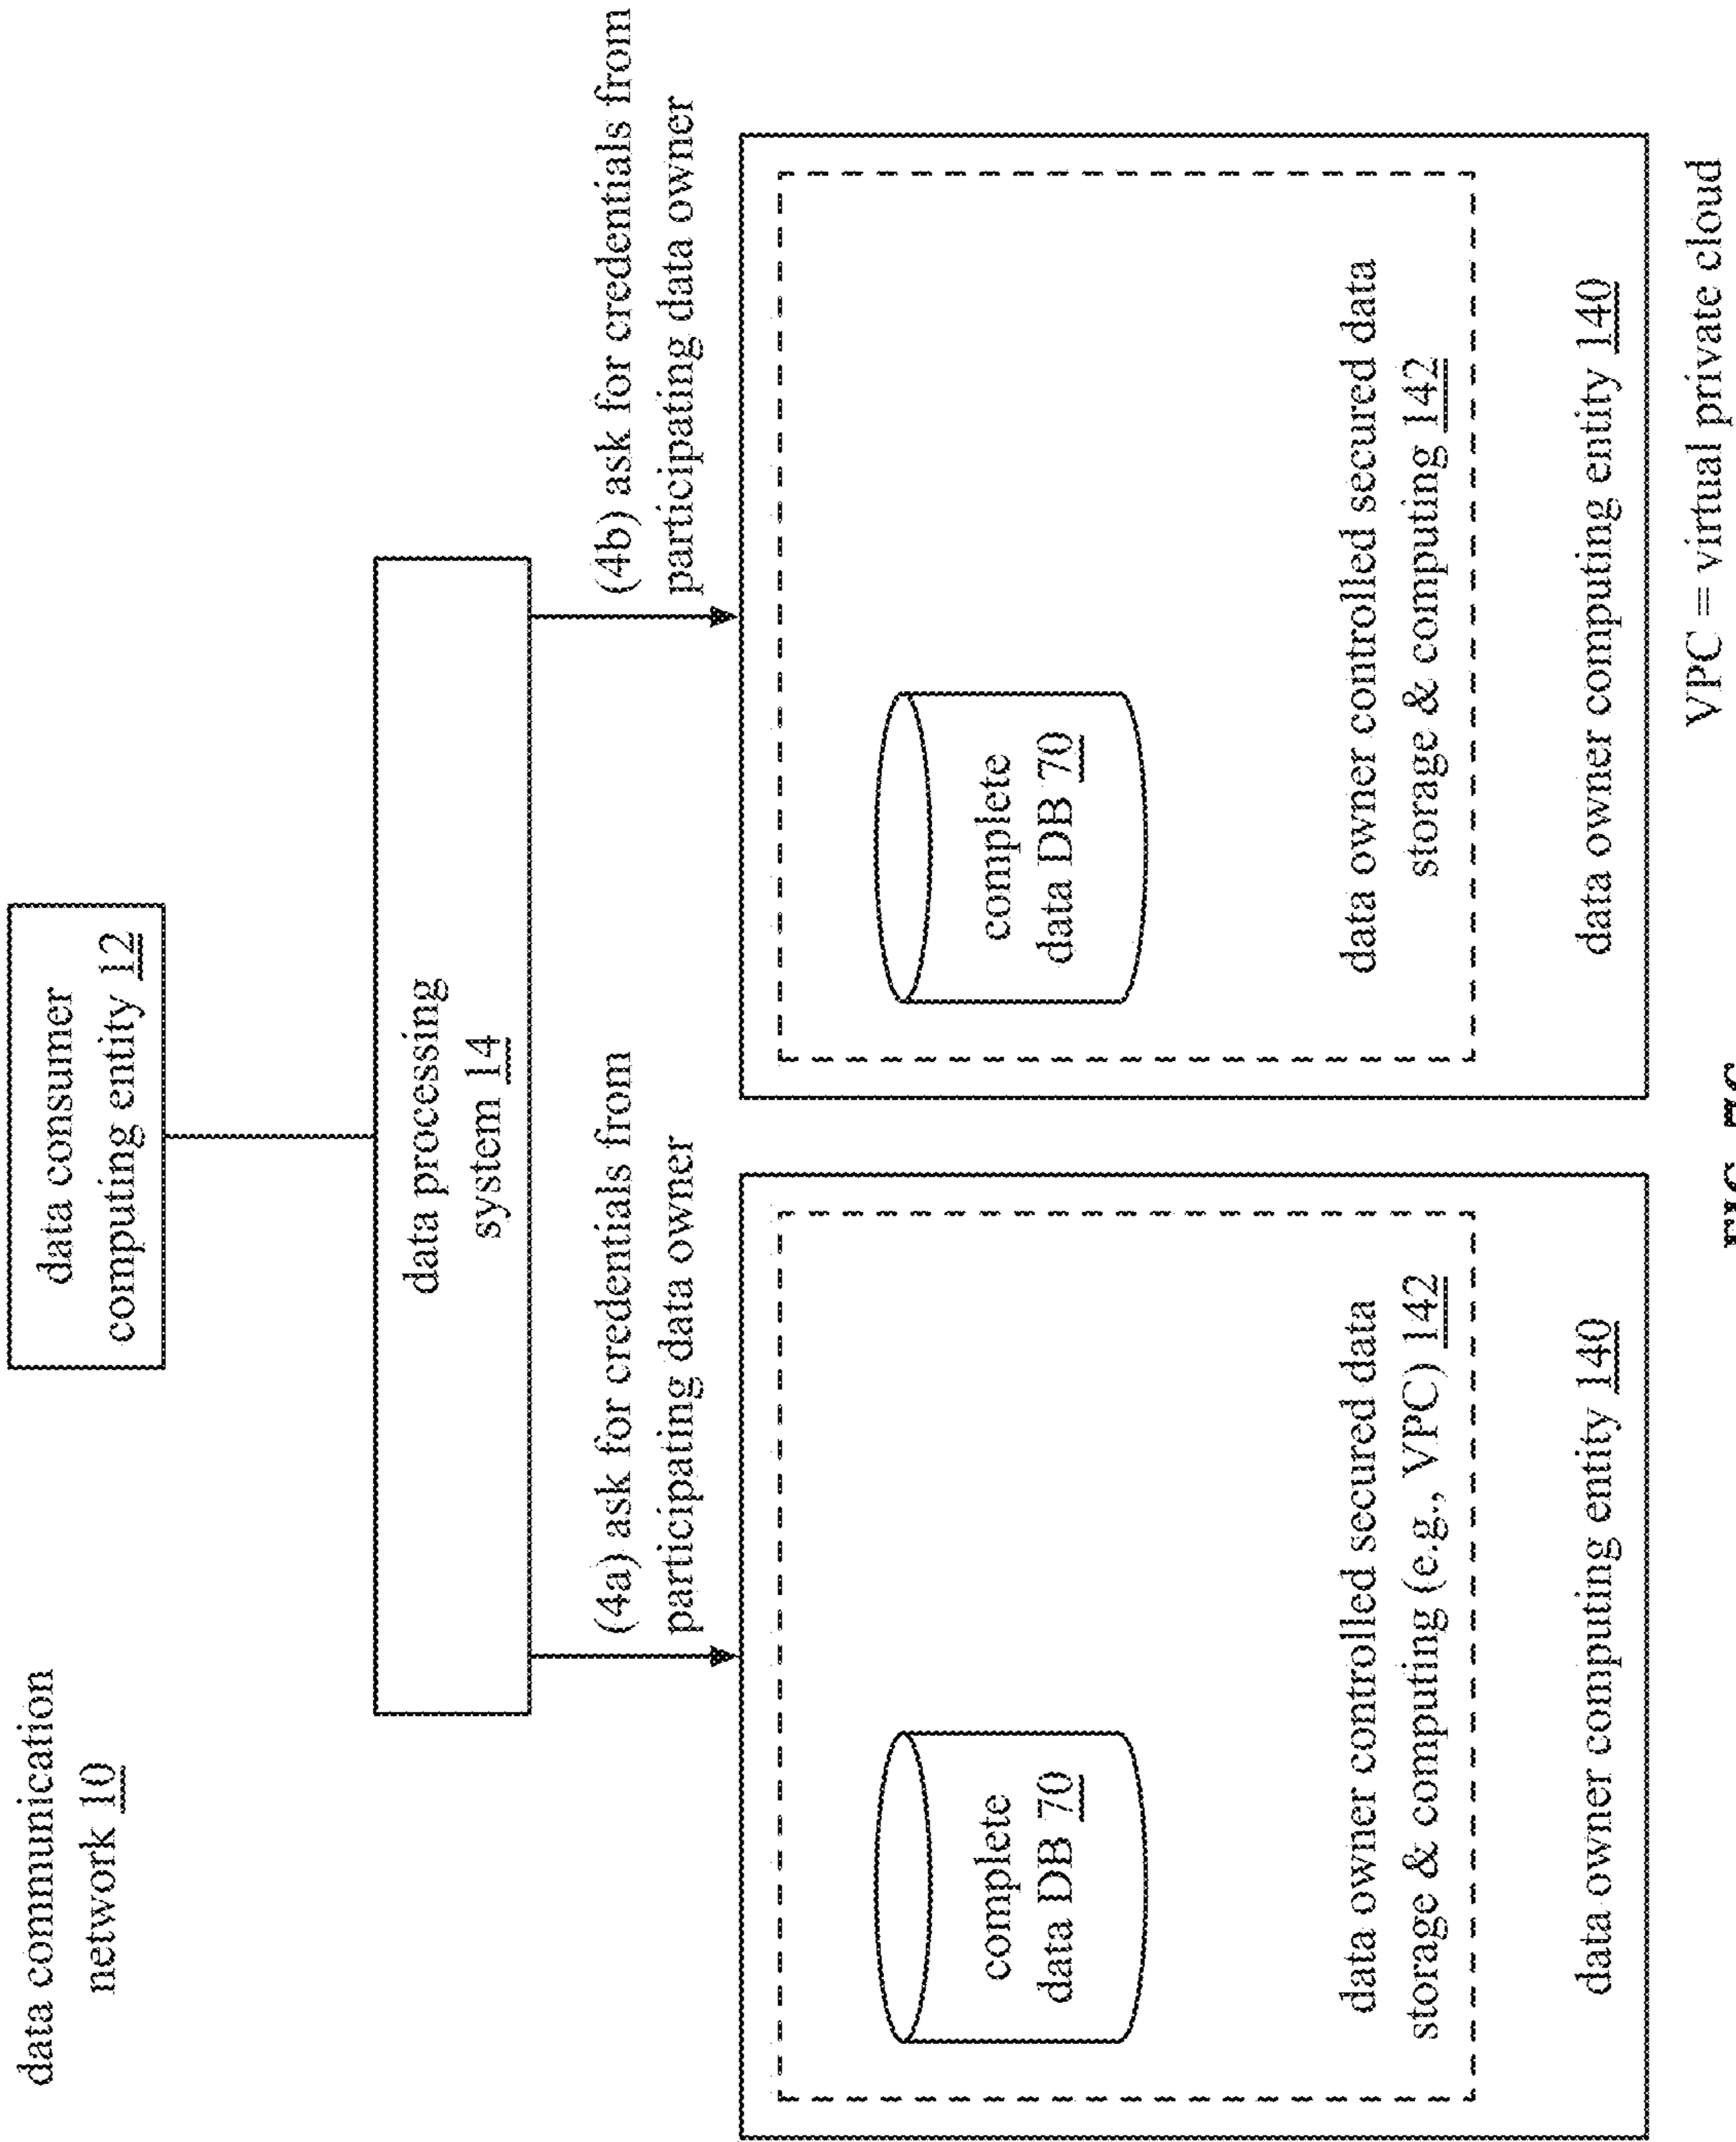 data communication
network 10
data consumer
computing entity 12
data processing
system 14
(4a) ask for credentials from
participating data owner
(4b) ask for credentials from
participating data owner
complete
data DB 70
data owner controlled secured data
storage & computing (e.g., VPC) 142
data owner computing entity 140
complete
data DB 70
data owner controlled secured data
storage & computing 142
data owner computing entity 140
VPC = virtual private cloud